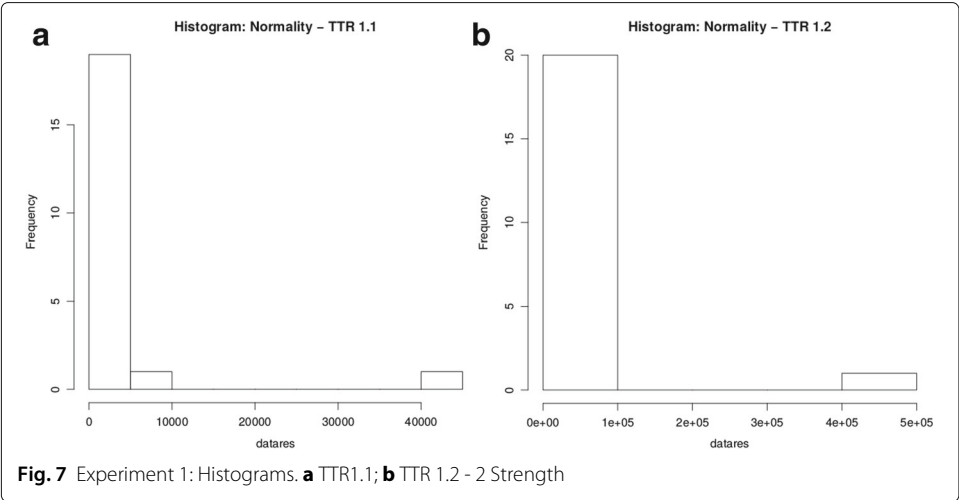 a
Histogram: Normality – TTR 1.1
Frequency
15
10
5
0
0 10000 20000 30000 40000
datares
b
Histogram: Normality – TTR 1.2
Frequency
20
15
10
5
0
0e+00 1e+05 2e+05 3e+05 4e+05 5e+05
datares
Fig. 7 Experiment 1: Histograms. a TTR1.1; b TTR 1.2 - 2 Strength